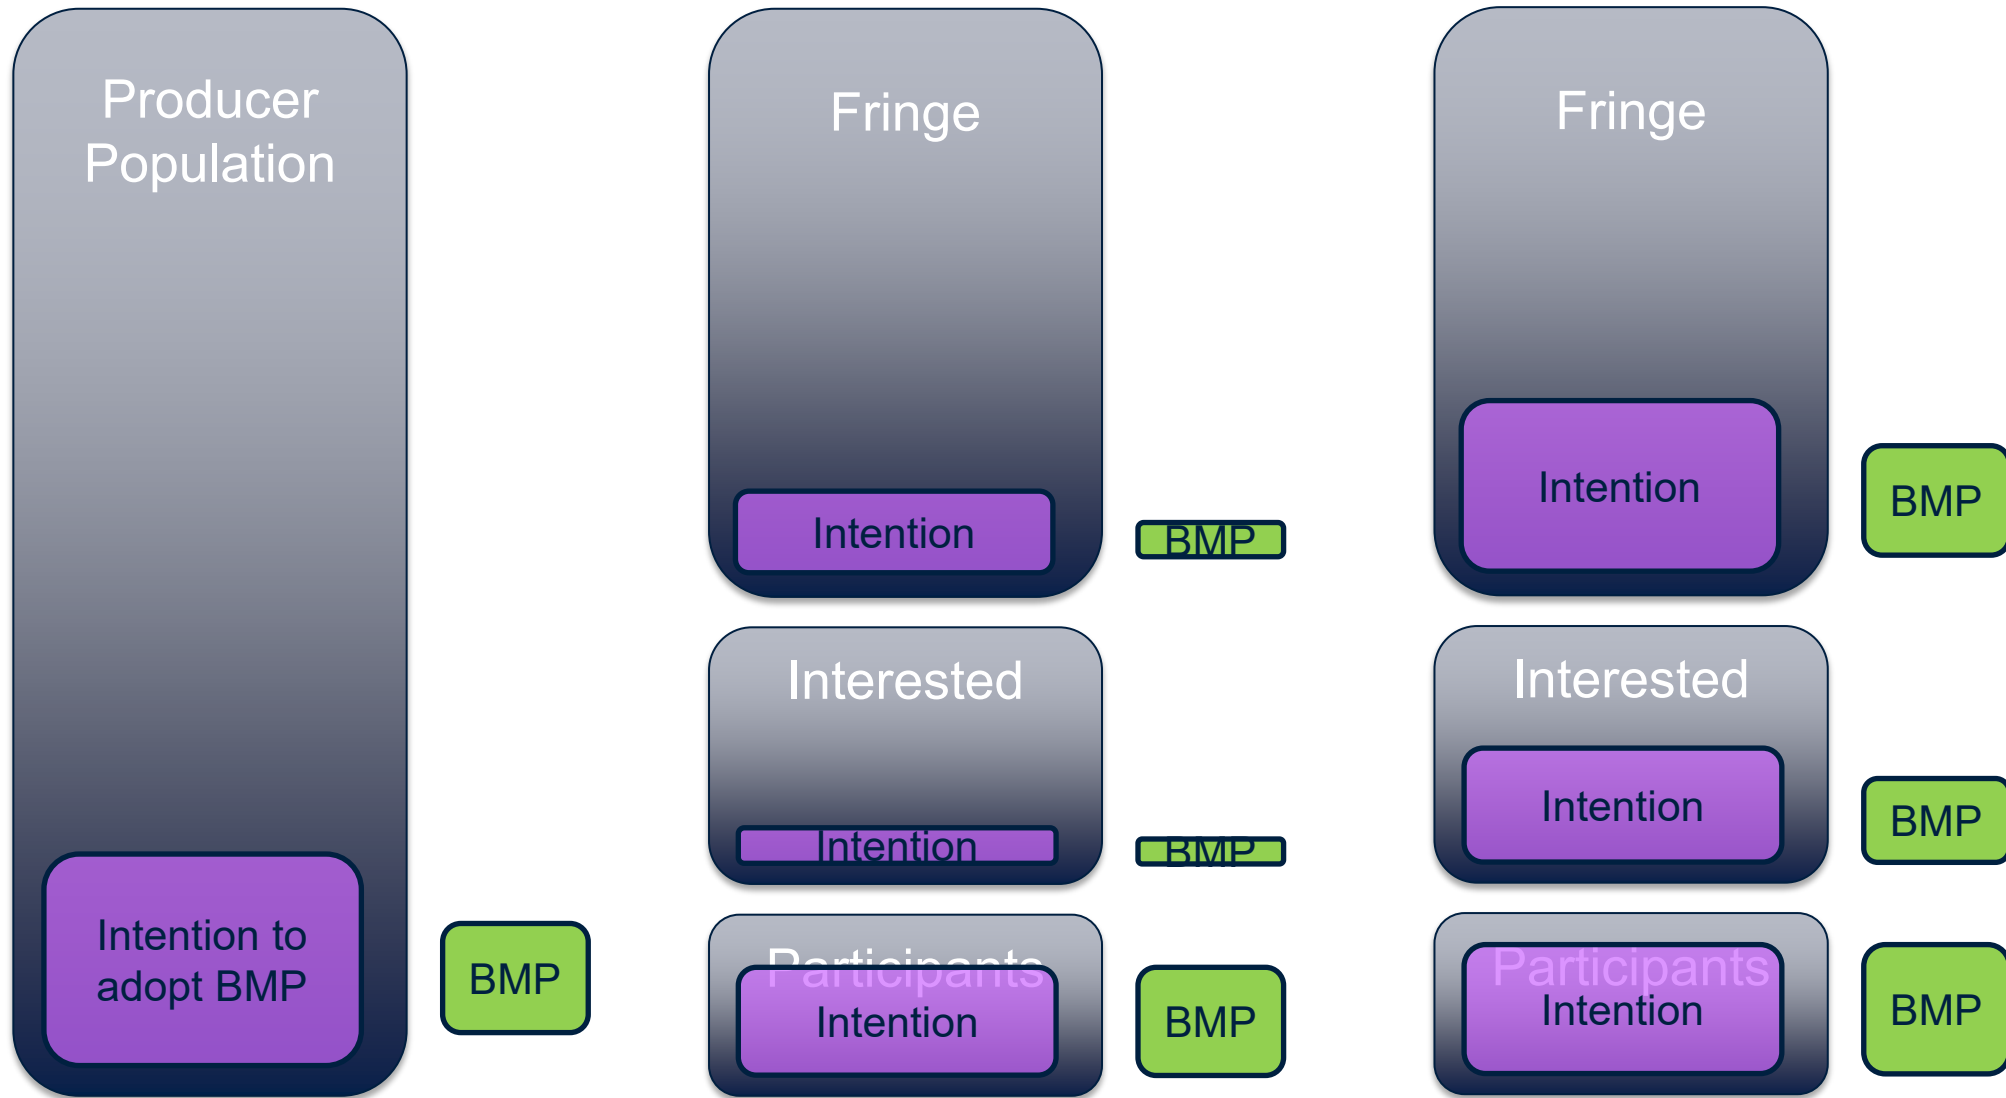 Producer
Population
Intention to
adopt BMP
BMP
Fringe
Intention
BMP
Interested
Intention
BMP
Participants
Intention
BMP
Fringe
Intention
BMP
Interested
Intention
BMP
Participants
Intention
BMP